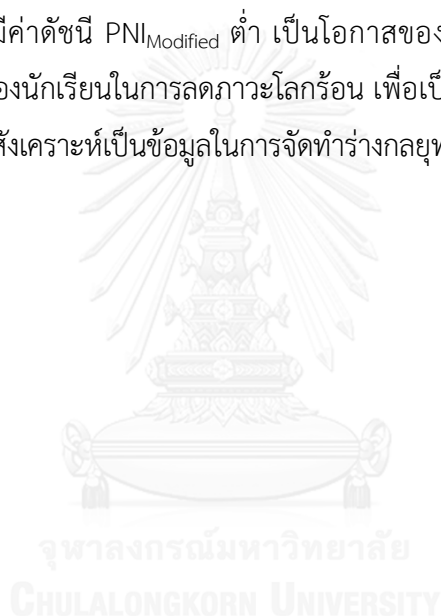 มีค่าดัชนี PNIModified ต่ำ เป็นโอกาสของ
องนักเรียนในการลดภาวะโลกร้อน เพื่อเป็
สังเคราะห์เป็นข้อมูลในการจัดทำร่างกลยุท
จุฬาลงกรณ์มหาวิทยาลัย
CHULALONGKORN UNIVERSITY